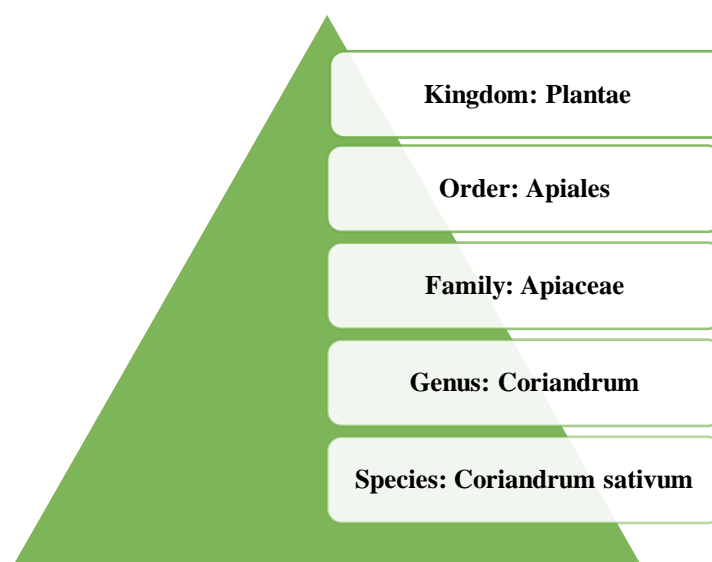 Kingdom: Plantae
Order: Apiales
Family: Apiaceae
Genus: Coriandrum
Species: Coriandrum sativum